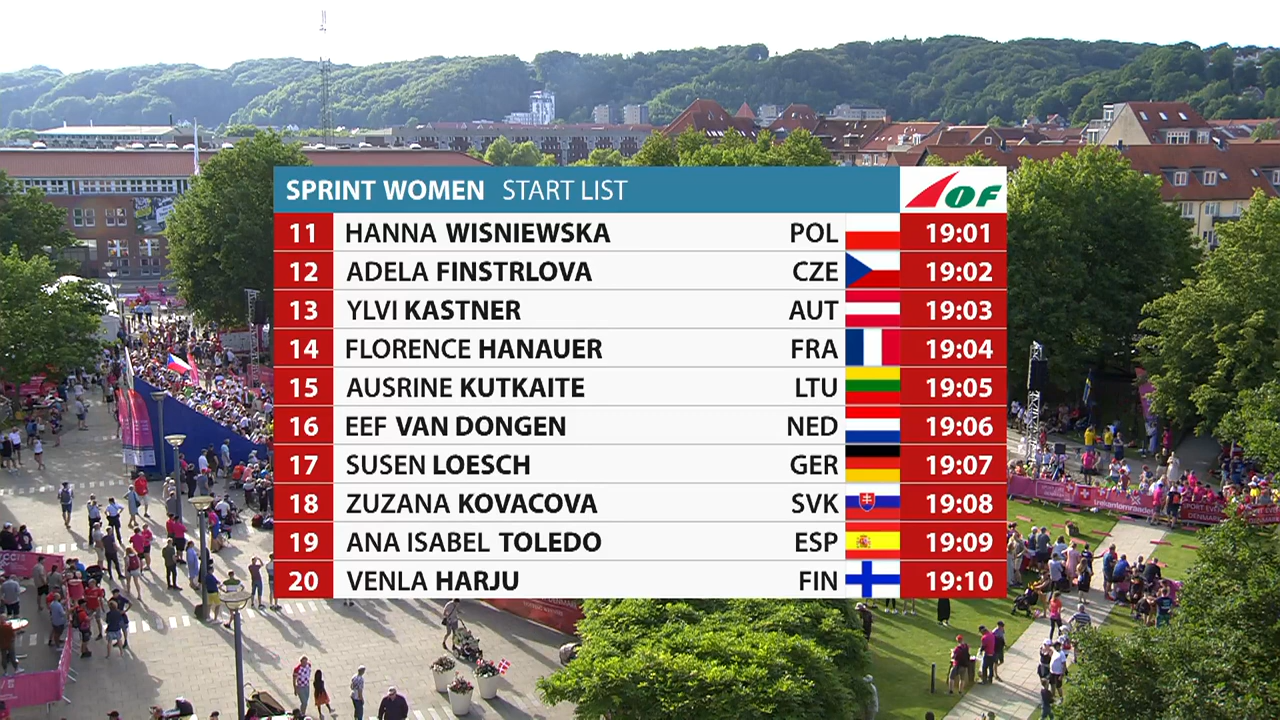 SPRINT WOMEN START LIST IOF
11 HANNA WISNIEWSKA POL 19:01
12 ADELA FINSTRLOVA CZE 19:02
13 YLVI KASTNER AUT 19:03
14 FLORENCE HANAUER FRA 19:04
15 AUSRINE KUTKAITE LTU 19:05
16 EEF VAN DONGEN NED 19:06
17 SUSEN LOESCH GER 19:07
18 ZUZANA KOVACOVA SVK 19:08
19 ANA ISABEL TOLEDO ESP 19:09
20 VENLA HARJU FIN 19:10